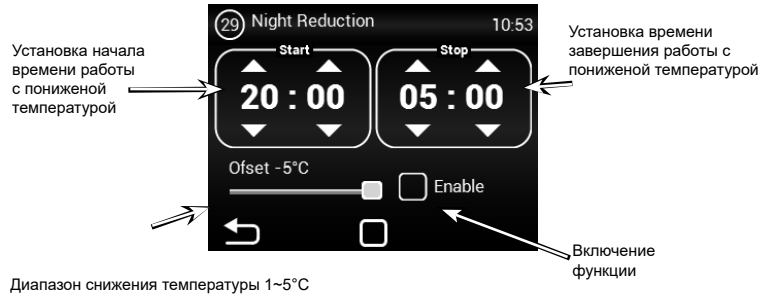 29 Night Reduction 10:53
Установка начала
времени работы
с пониженой
температурой
Start
20 : 00
Stop
05 : 00
Установка времени
завершения работы с
пониженой температурой
Ofset -5°C
Enable
Включение
функции
Диапазон снижения температуры 1~5°C